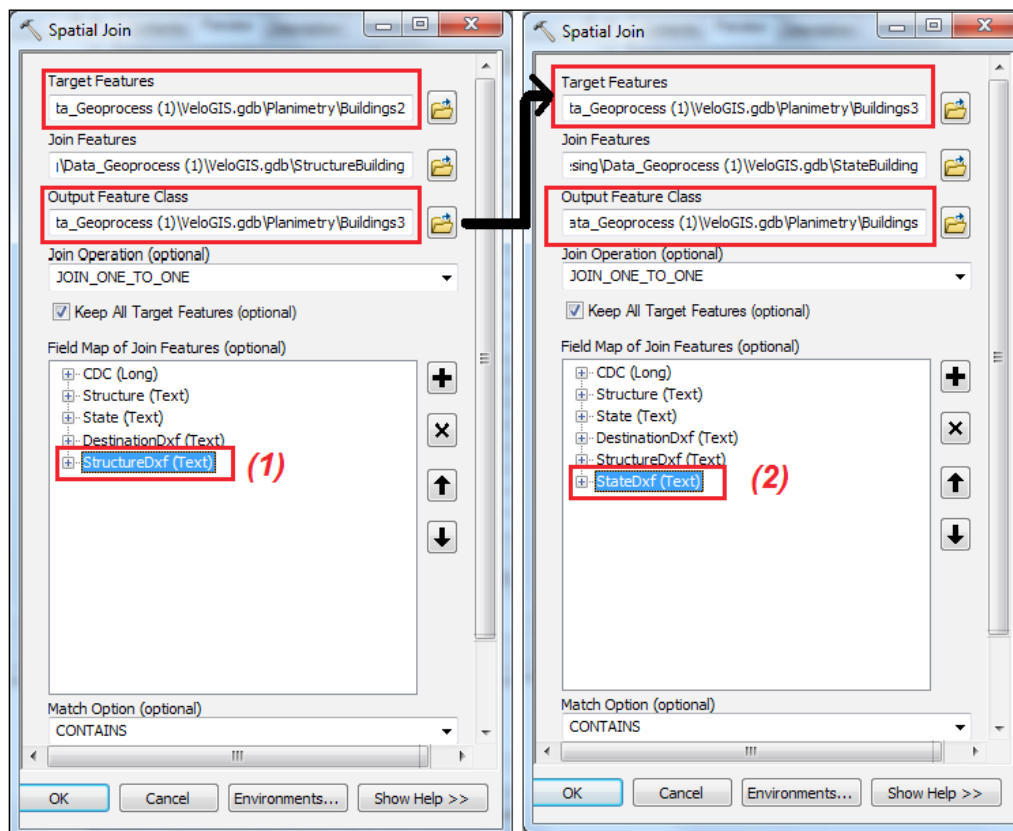 Spatial Join
Target Features
ta_Geoprocess (1)\VeloGIS.gdb\Planimetry\Buildings2
Join Features
\Data_Geoprocess (1)\VeloGIS.gdb\StructureBuilding
Output Feature Class
ta_Geoprocess (1)\VeloGIS.gdb\Planimetry\Buildings3
Join Operation (optional)
JOIN_ONE_TO_ONE
Keep All Target Features (optional)
Field Map of Join Features (optional)
CDC (Long)
Structure (Text)
State (Text)
DestinationDxf (Text)
StructureDxf (Text)
(1)
Match Option (optional)
CONTAINS
OK
Cancel
Environments...
Show Help >>
Spatial Join
Target Features
ta_Geoprocess (1)\VeloGIS.gdb\Planimetry\Buildings3
Join Features
sing\Data_Geoprocess (1)\VeloGIS.gdb\StateBuilding
Output Feature Class
ata_Geoprocess (1)\VeloGIS.gdb\Planimetry\Buildings
Join Operation (optional)
JOIN_ONE_TO_ONE
Keep All Target Features (optional)
Field Map of Join Features (optional)
CDC (Long)
Structure (Text)
State (Text)
DestinationDxf (Text)
StructureDxf (Text)
StateDxf (Text)
(2)
Match Option (optional)
CONTAINS
OK
Cancel
Environments...
Show Help >>